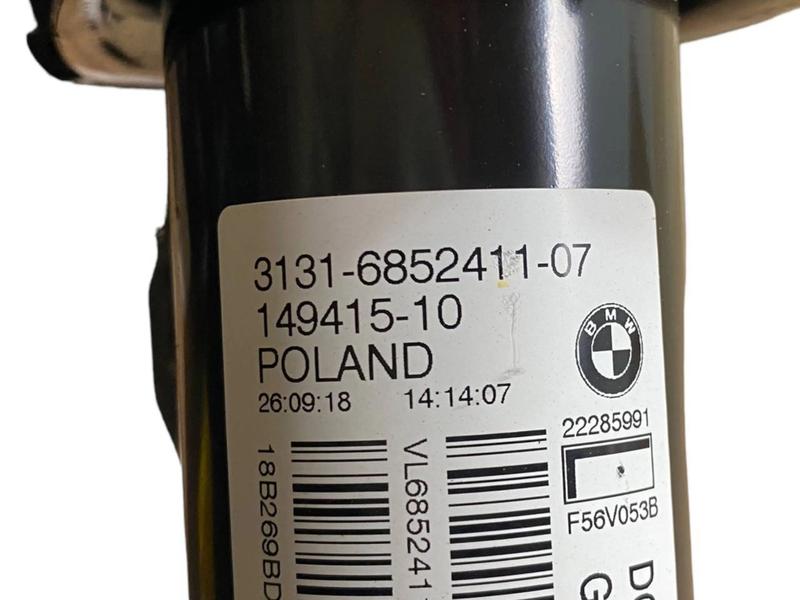 3131-6852411-07
149415-10
POLAND
26:09:18 14:14:07
BMW
22285991
F56V053B
18B269BD
VL685241